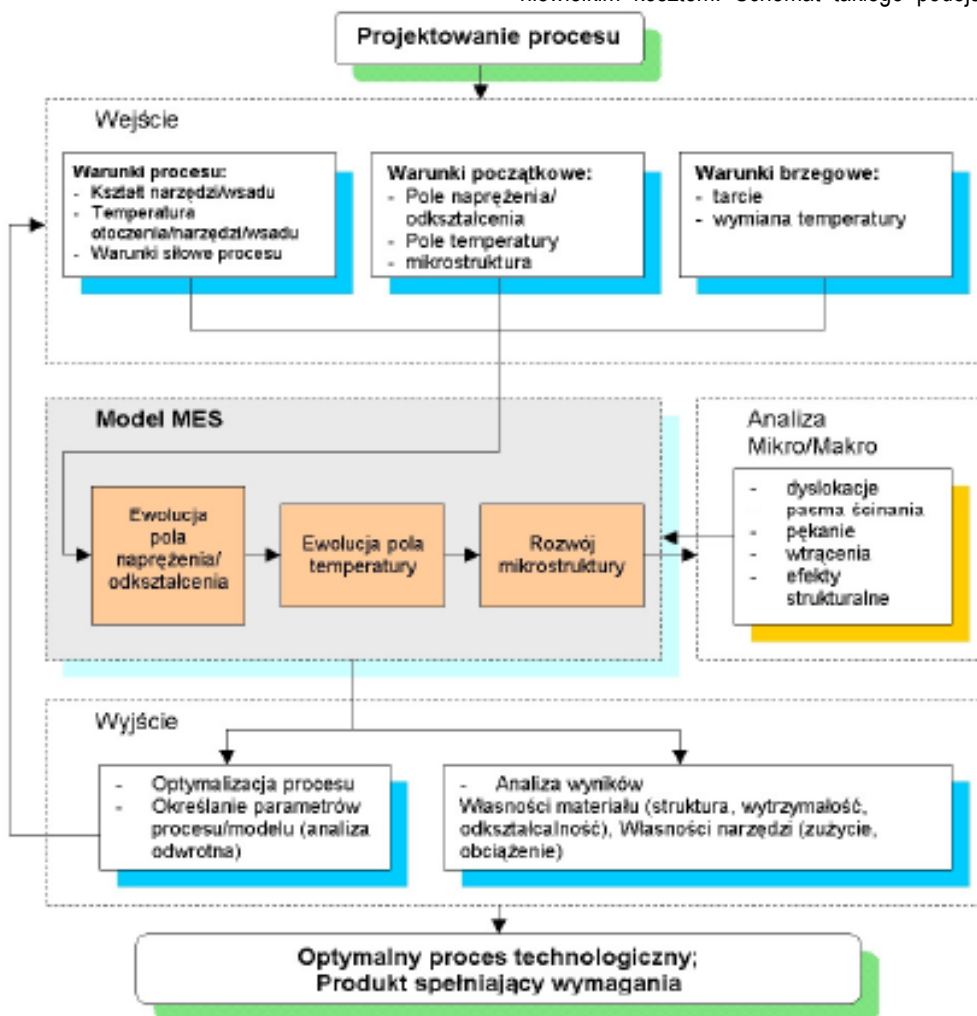 Projektowanie procesu
Wejście
Warunki procesu:
- Kształt narzędzi/wsadu
- Temperatura
otoczenia/narzędzi/wsadu
- Warunki siłowe procesu
Warunki początkowe:
- Pole naprężenia/
odkształcenia
- Pole temperatury
- mikrostruktura
Warunki brzegowe:
- tarcie
- wymiana temperatury
Model MES
Ewolucja
pola
naprężenia/
odkształcenia
Ewolucja pola
temperatury
Rozwój
mikrostruktury
Analiza
Mikro/Makro
- dyslokacje
pasma ścinania
- pękanie
- wtrącenia
- efekty
strukturalne
Wyjście
- Optymalizacja procesu
- Określanie parametrów
procesu/modelu (analiza
odwrotna)
- Analiza wyników
Własności materiału (struktura, wytrzymałość,
odkształcalność), Własności narzędzi (zużycie,
obciążenie)
Optymalny proces technologiczny;
Produkt spełniający wymagania